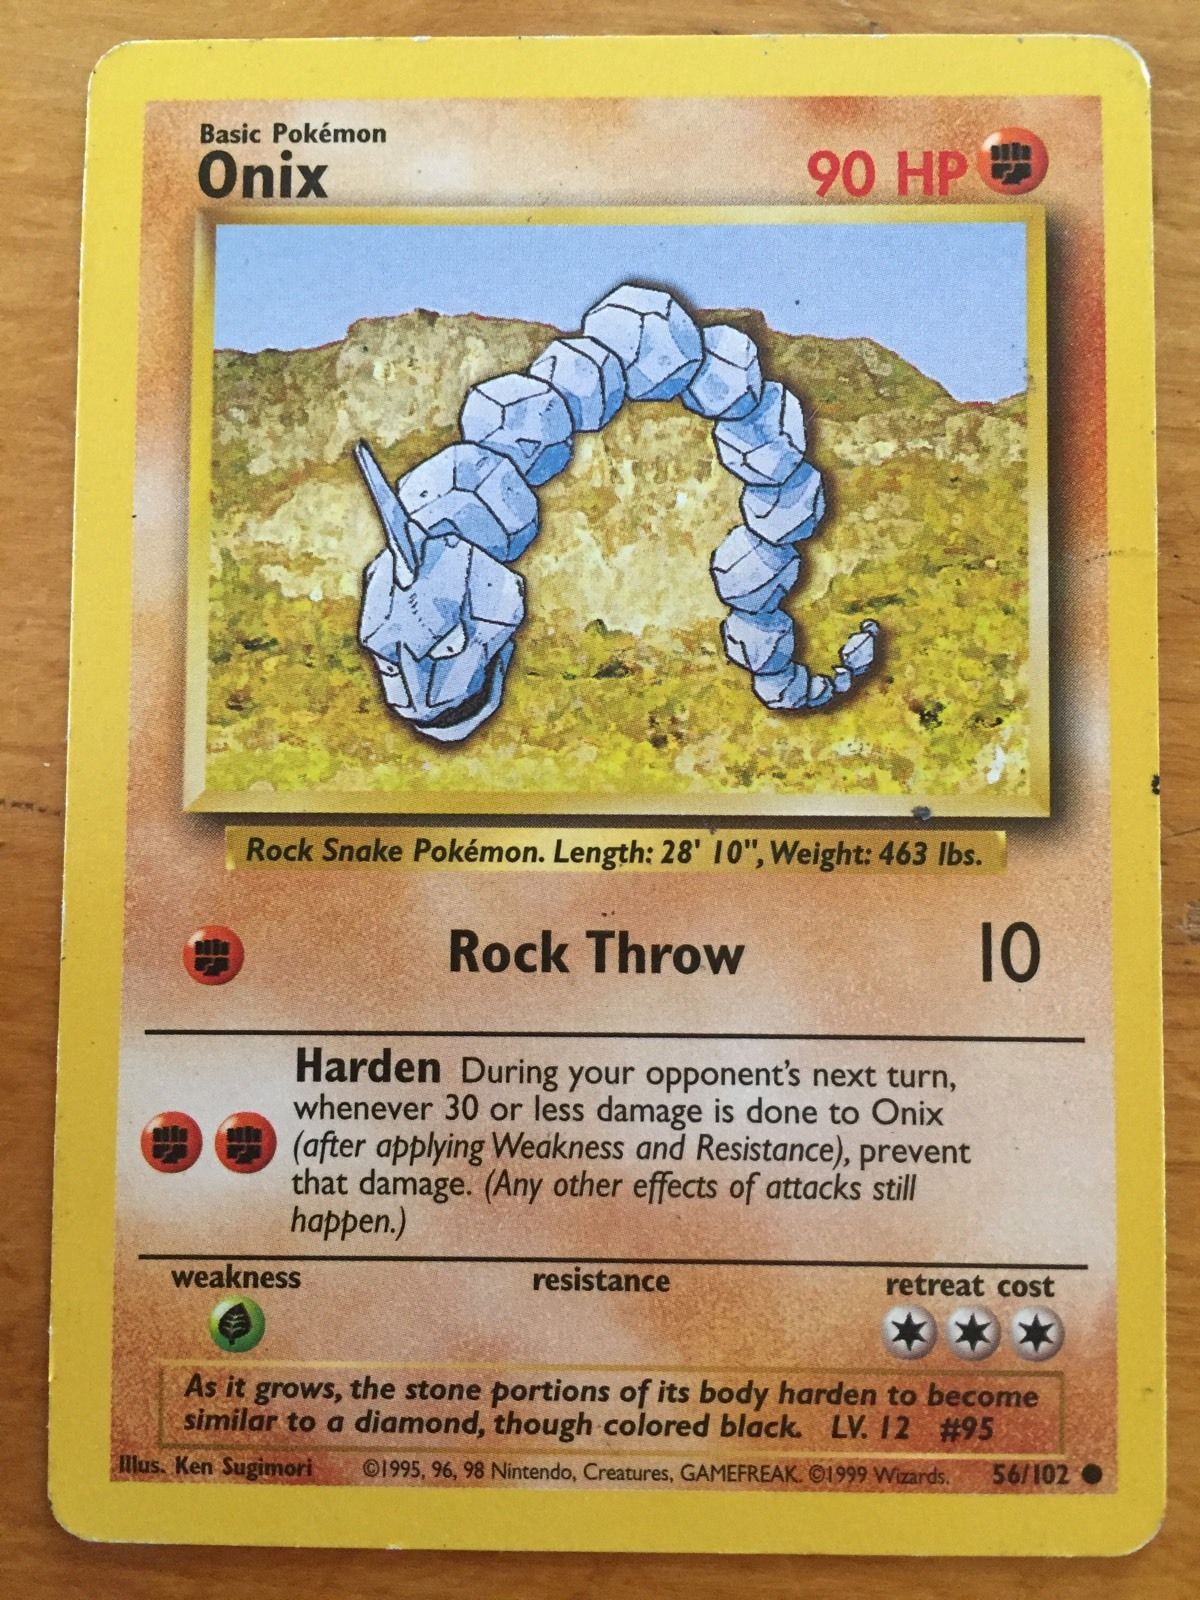 Basic Pokémon
Onix
90 HP
Rock Snake Pokémon. Length: 28' 10", Weight: 463 lbs.
Rock Throw 10
Harden During your opponent's next turn,
whenever 30 or less damage is done to Onix
(after applying Weakness and Resistance), prevent
that damage. (Any other effects of attacks still
happen.)
weakness resistance retreat cost
As it grows, the stone portions of its body harden to become
similar to a diamond, though colored black. LV. 12 #95
Illus. Ken Sugimori ©1995, 96, 98 Nintendo, Creatures, GAMEFREAK. ©1999 Wizards. 56/102